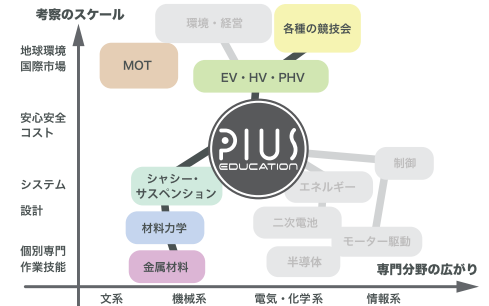 考察のスケール
環境・経営
各種の競技会
地球環境
国際市場
MOT
EV・HV・PHV
安心安全
コスト
PIUS
EDUCATION
制御
システム
シャシー・
サスペンション
エネルギー
設計
材料力学
二次電池
モーター駆動
個別専門
作業技能
金属材料
半導体
専門分野の広がり
文系
機械系
電気・化学系
情報系